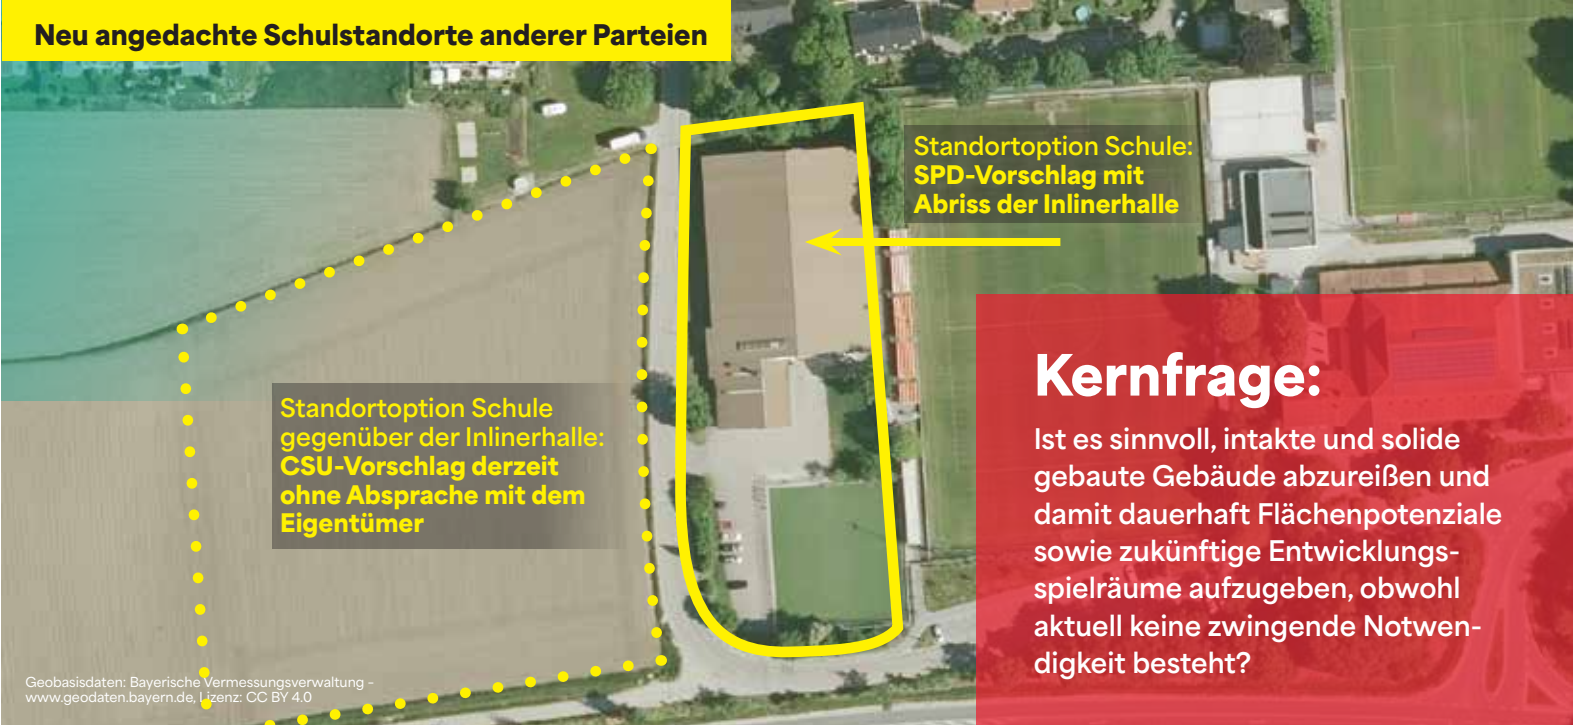 Neu angedachte Schulstandorte anderer Parteien
Standortoption Schule:
SPD-Vorschlag mit
Abriss der Inlinerhalle
Standortoption Schule
gegenüber der Inlinerhalle:
CSU-Vorschlag derzeit
ohne Absprache mit dem
Eigentümer
Kernfrage:
Ist es sinnvoll, intakte und solide
gebaute Gebäude abzureißen und
damit dauerhaft Flächenpotenziale
sowie zukünftige Entwicklungs-
spielräume aufzugeben, obwohl
aktuell keine zwingende Notwen-
digkeit besteht?
Geobasisdaten: Bayerische Vermessungsverwaltung –
www.geodaten.bayern.de, Lizenz: CC BY 4.0